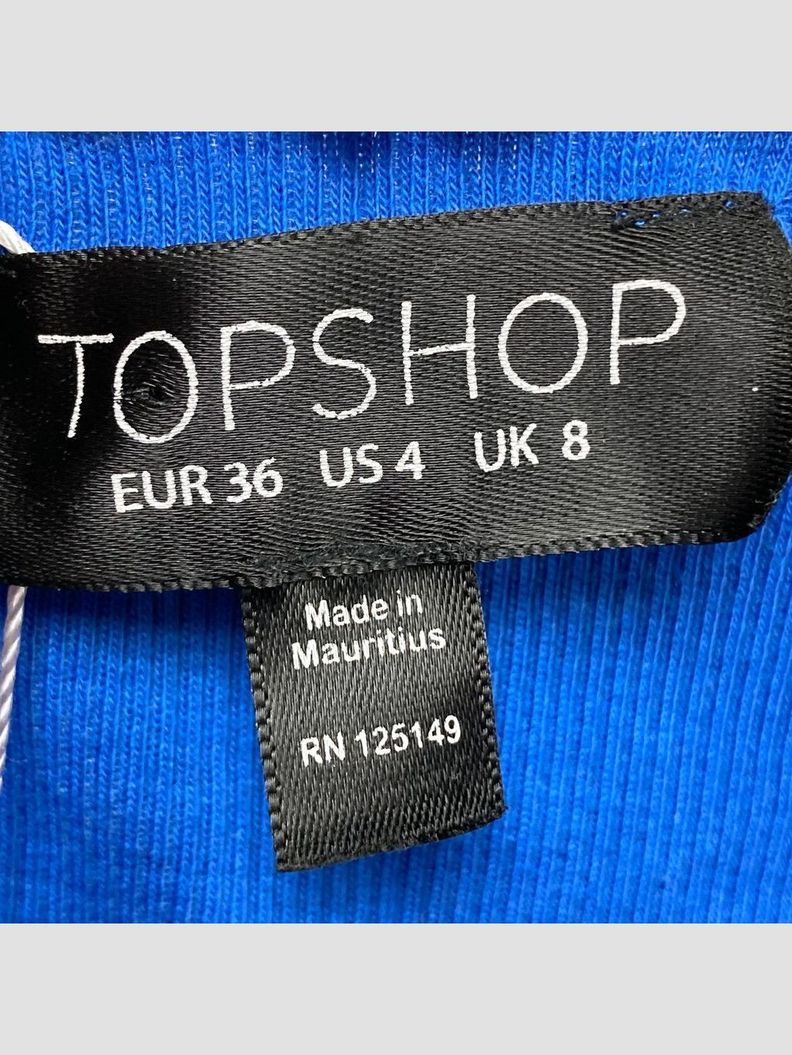 TOPSHOP
EUR 36 US 4 UK 8
Made in
Mauritius
RN 125149